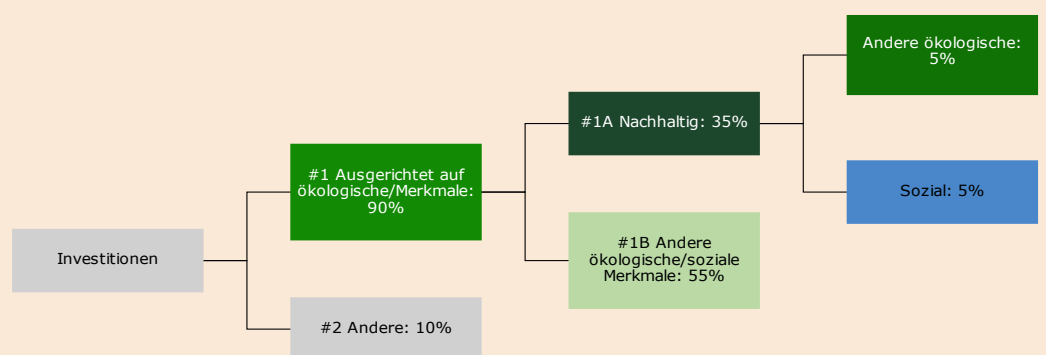 Investitionen
#1 Ausgerichtet auf
ökologische/Merkmale:
90%
#2 Andere: 10%
#1A Nachhaltig: 35%
#1B Andere
ökologische/soziale
Merkmale: 55%
Andere ökologische:
5%
Sozial: 5%